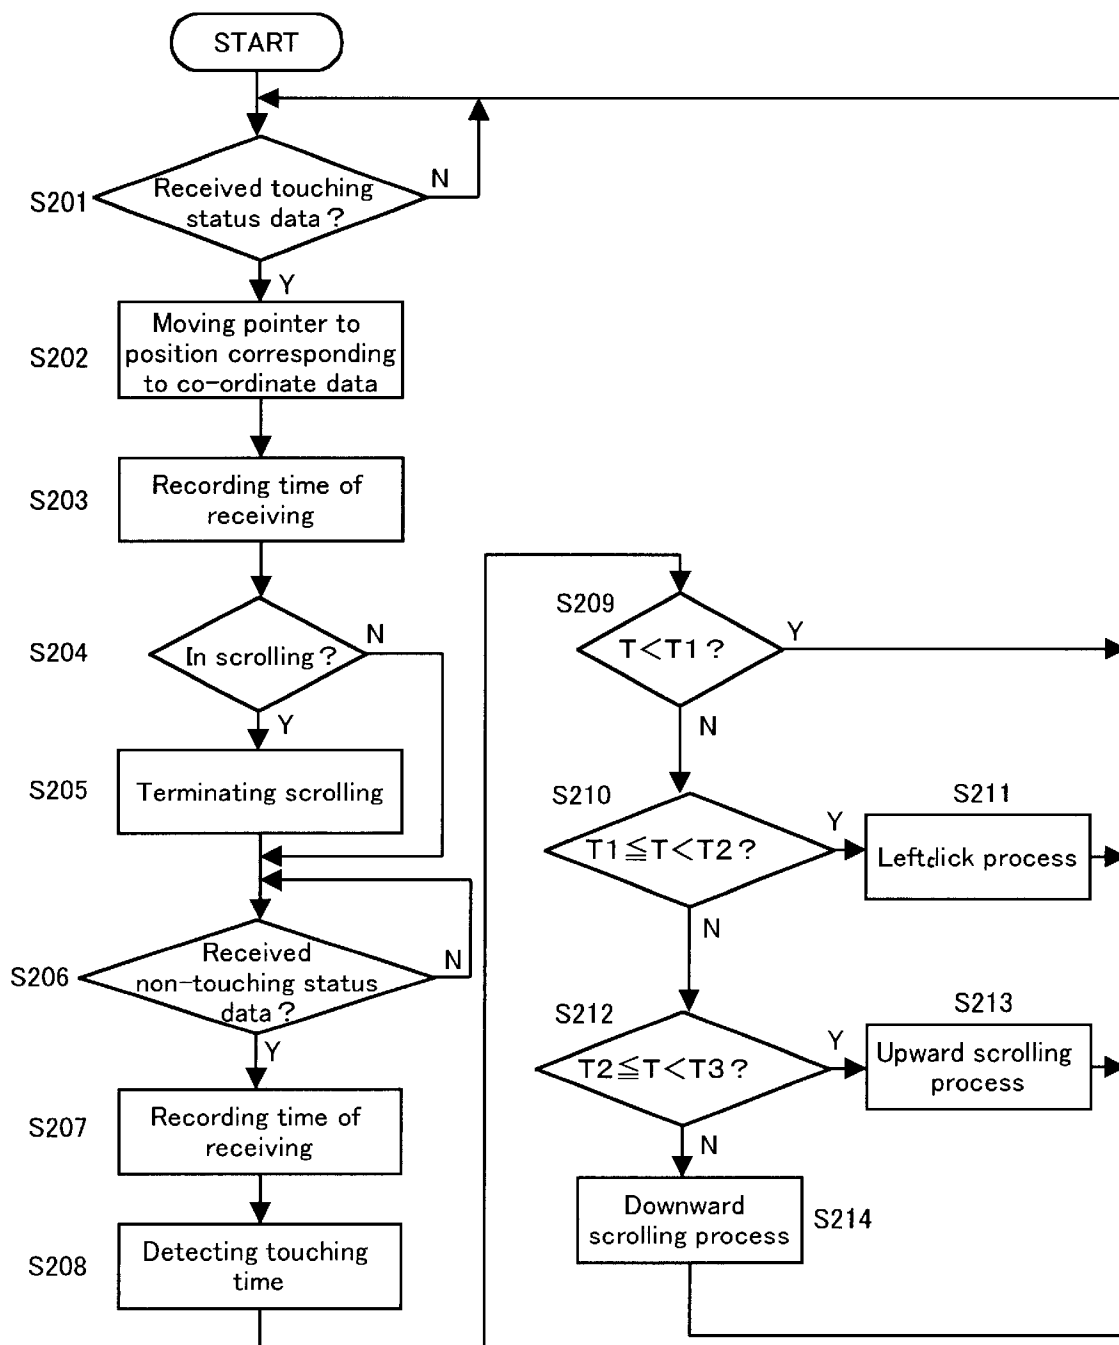 START
S201
Received touching
status data?
N
Y
S202
Moving pointer to
position corresponding
to co-ordinate data
S203
Recording time of
receiving
S204
In scrolling?
N
Y
S205
Terminating scrolling
S206
Received
non-touching status
data?
N
Y
S207
Recording time of
receiving
S208
Detecting touching
time
S209
T<T1?
Y
N
S210
T1≦T<T2?
Y
N
S211
Left click process
S212
T2≦T<T3?
Y
N
S213
Upward scrolling
process
Downward
scrolling process
S214